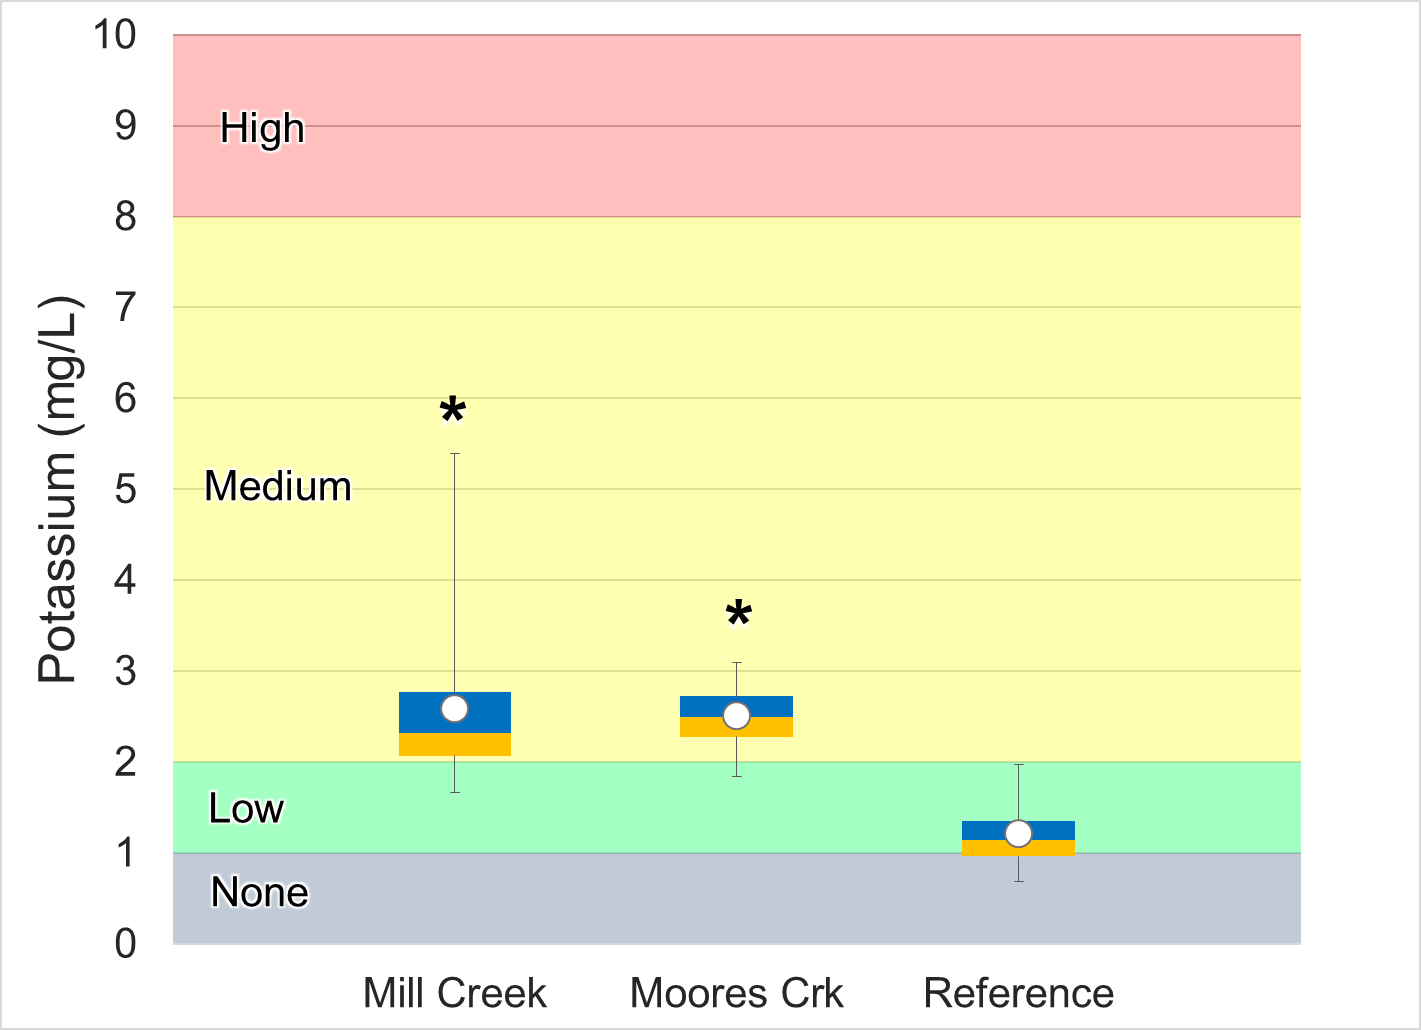 10
High
9
8
7
6
*
Medium
5
4
*
3
2
Low
1
None
0
Potassium (mg/L)
Mill Creek
Moores Crk
Reference